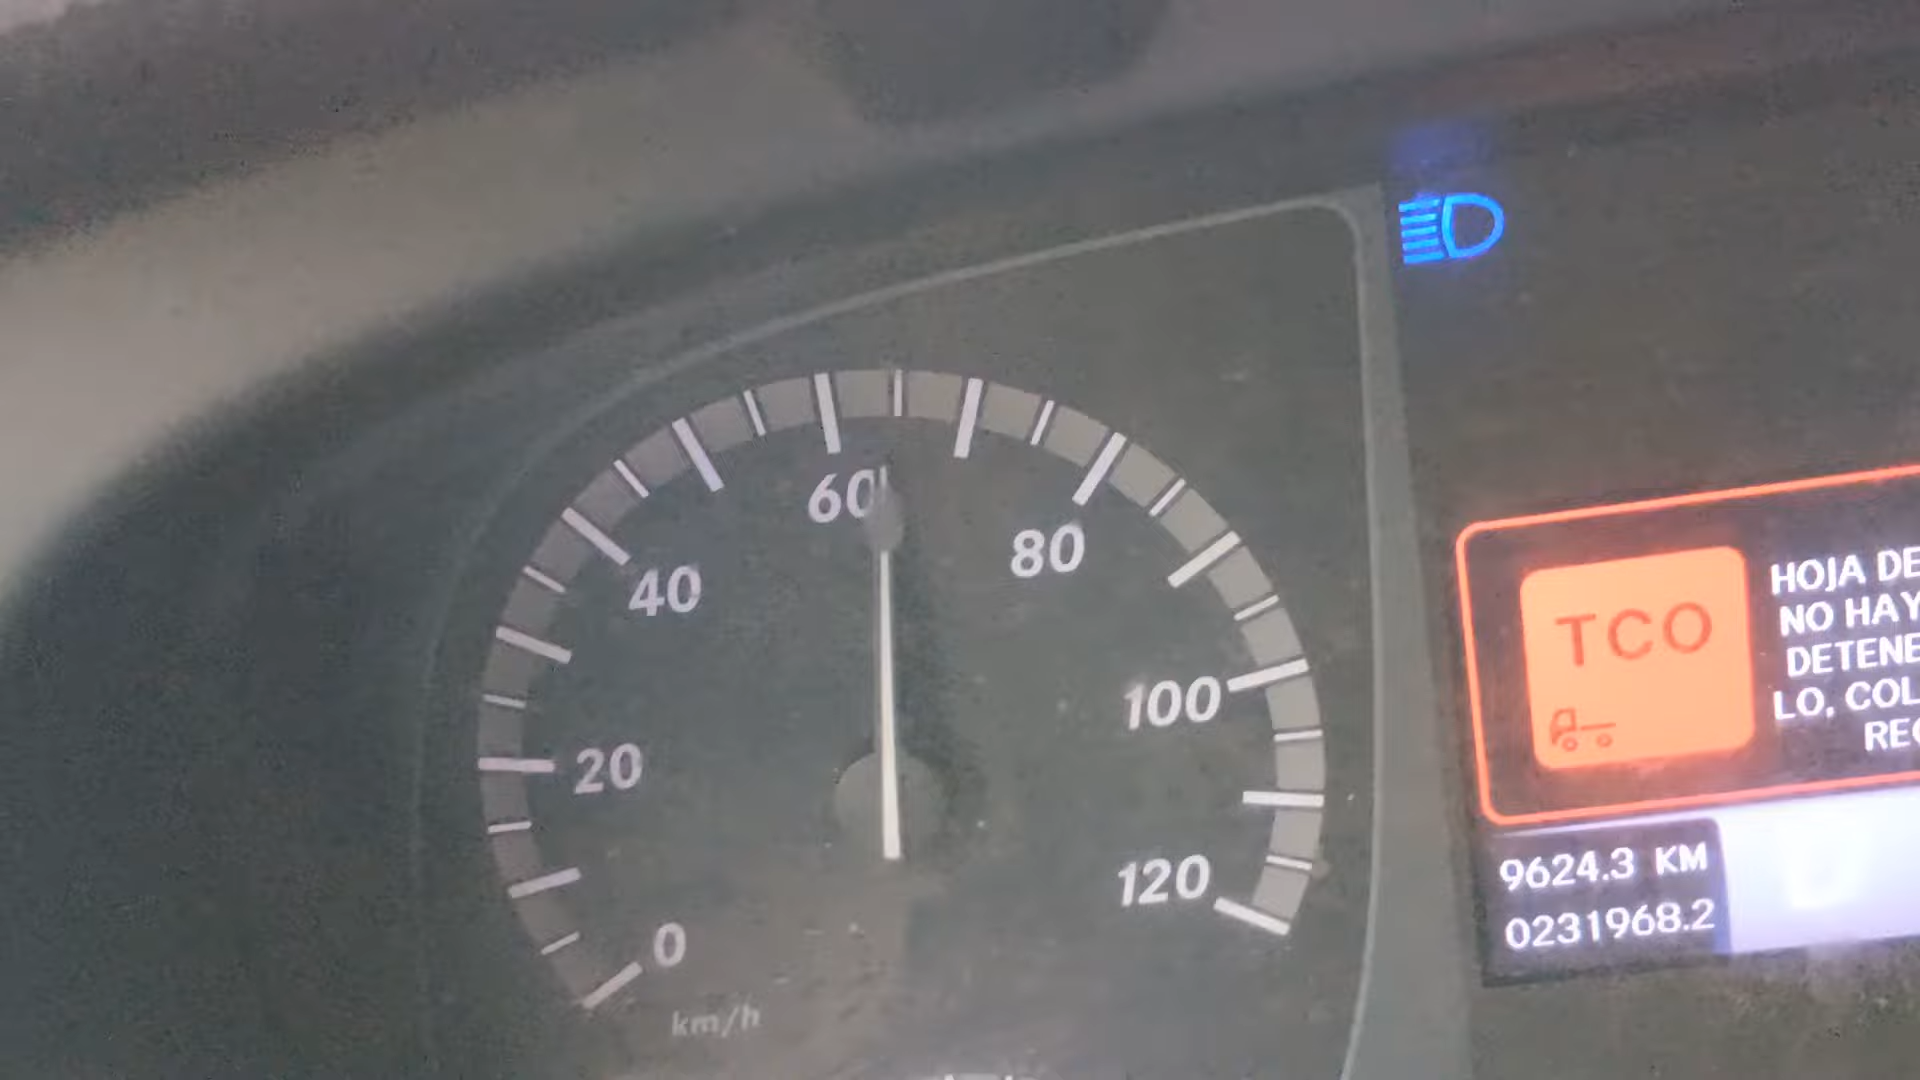 0
20
40
60
80
100
120
km/h
TCO
HOJA DE
NO HAY
DETENE
LO, COL
REC
9624.3 KM
0231968.2